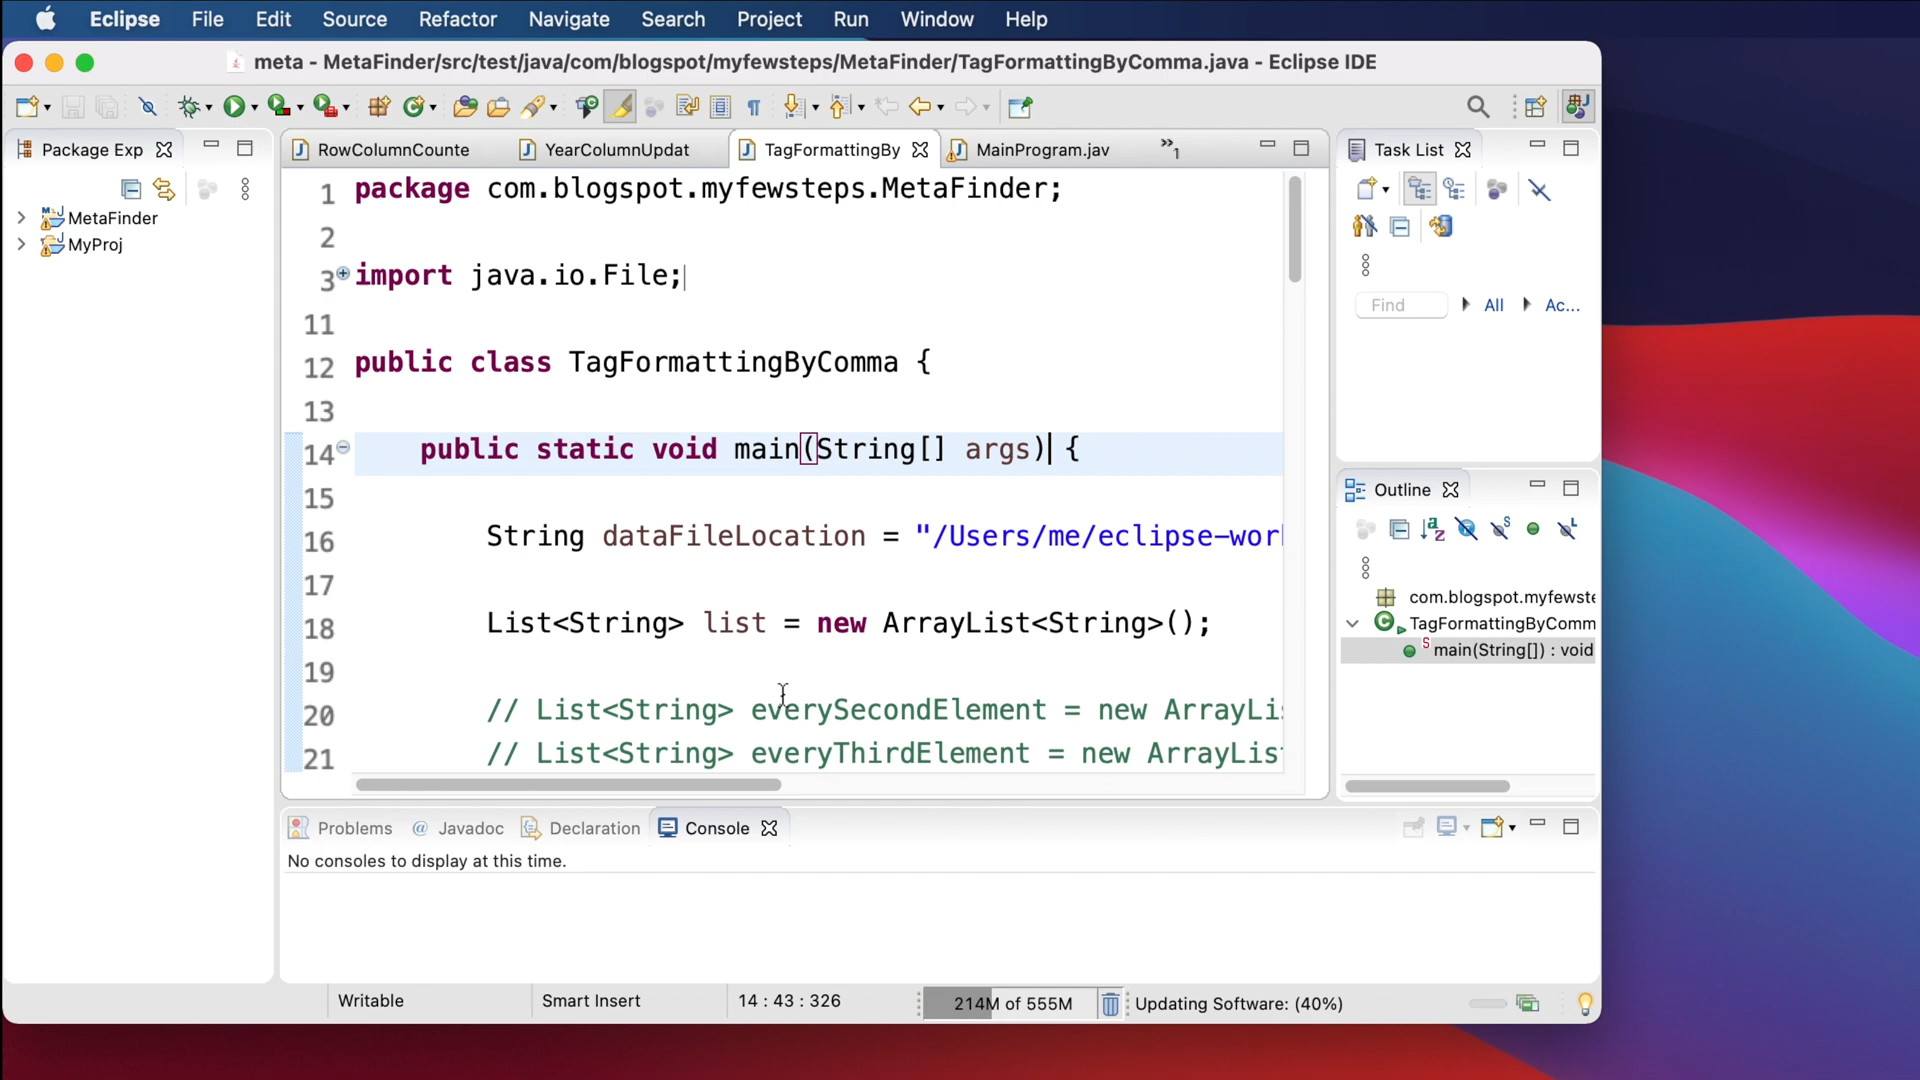 Eclipse File Edit Source Refactor Navigate Search Project Run Window Help
meta - MetaFinder/src/test/java/com/blogspot/myfewsteps/MetaFinder/TagFormattingByComma.java - Eclipse IDE
Package Exp
MetaFinder
MyProj
RowColumnCounte YearColumnUpdat TagFormattingBy MainProgram.jav »1
1 package com.blogspot.myfewsteps.MetaFinder;
2
3 import java.io.File;
11
12 public class TagFormattingByComma {
13
14 public static void main(String[] args) {
15
16 String dataFileLocation = "/Users/me/eclipse-work
17
18 List<String> list = new ArrayList<String>();
19
20 // List<String> everySecondElement = new ArrayLis
21 // List<String> everyThirdElement = new ArrayList
Task List
Find All Ac...
Outline
com.blogspot.myfewste
TagFormattingByComm
main(String[]) : void
Problems Javadoc Declaration Console
No consoles to display at this time.
Writable Smart Insert 14 : 43 : 326 214M of 555M Updating Software: (40%)